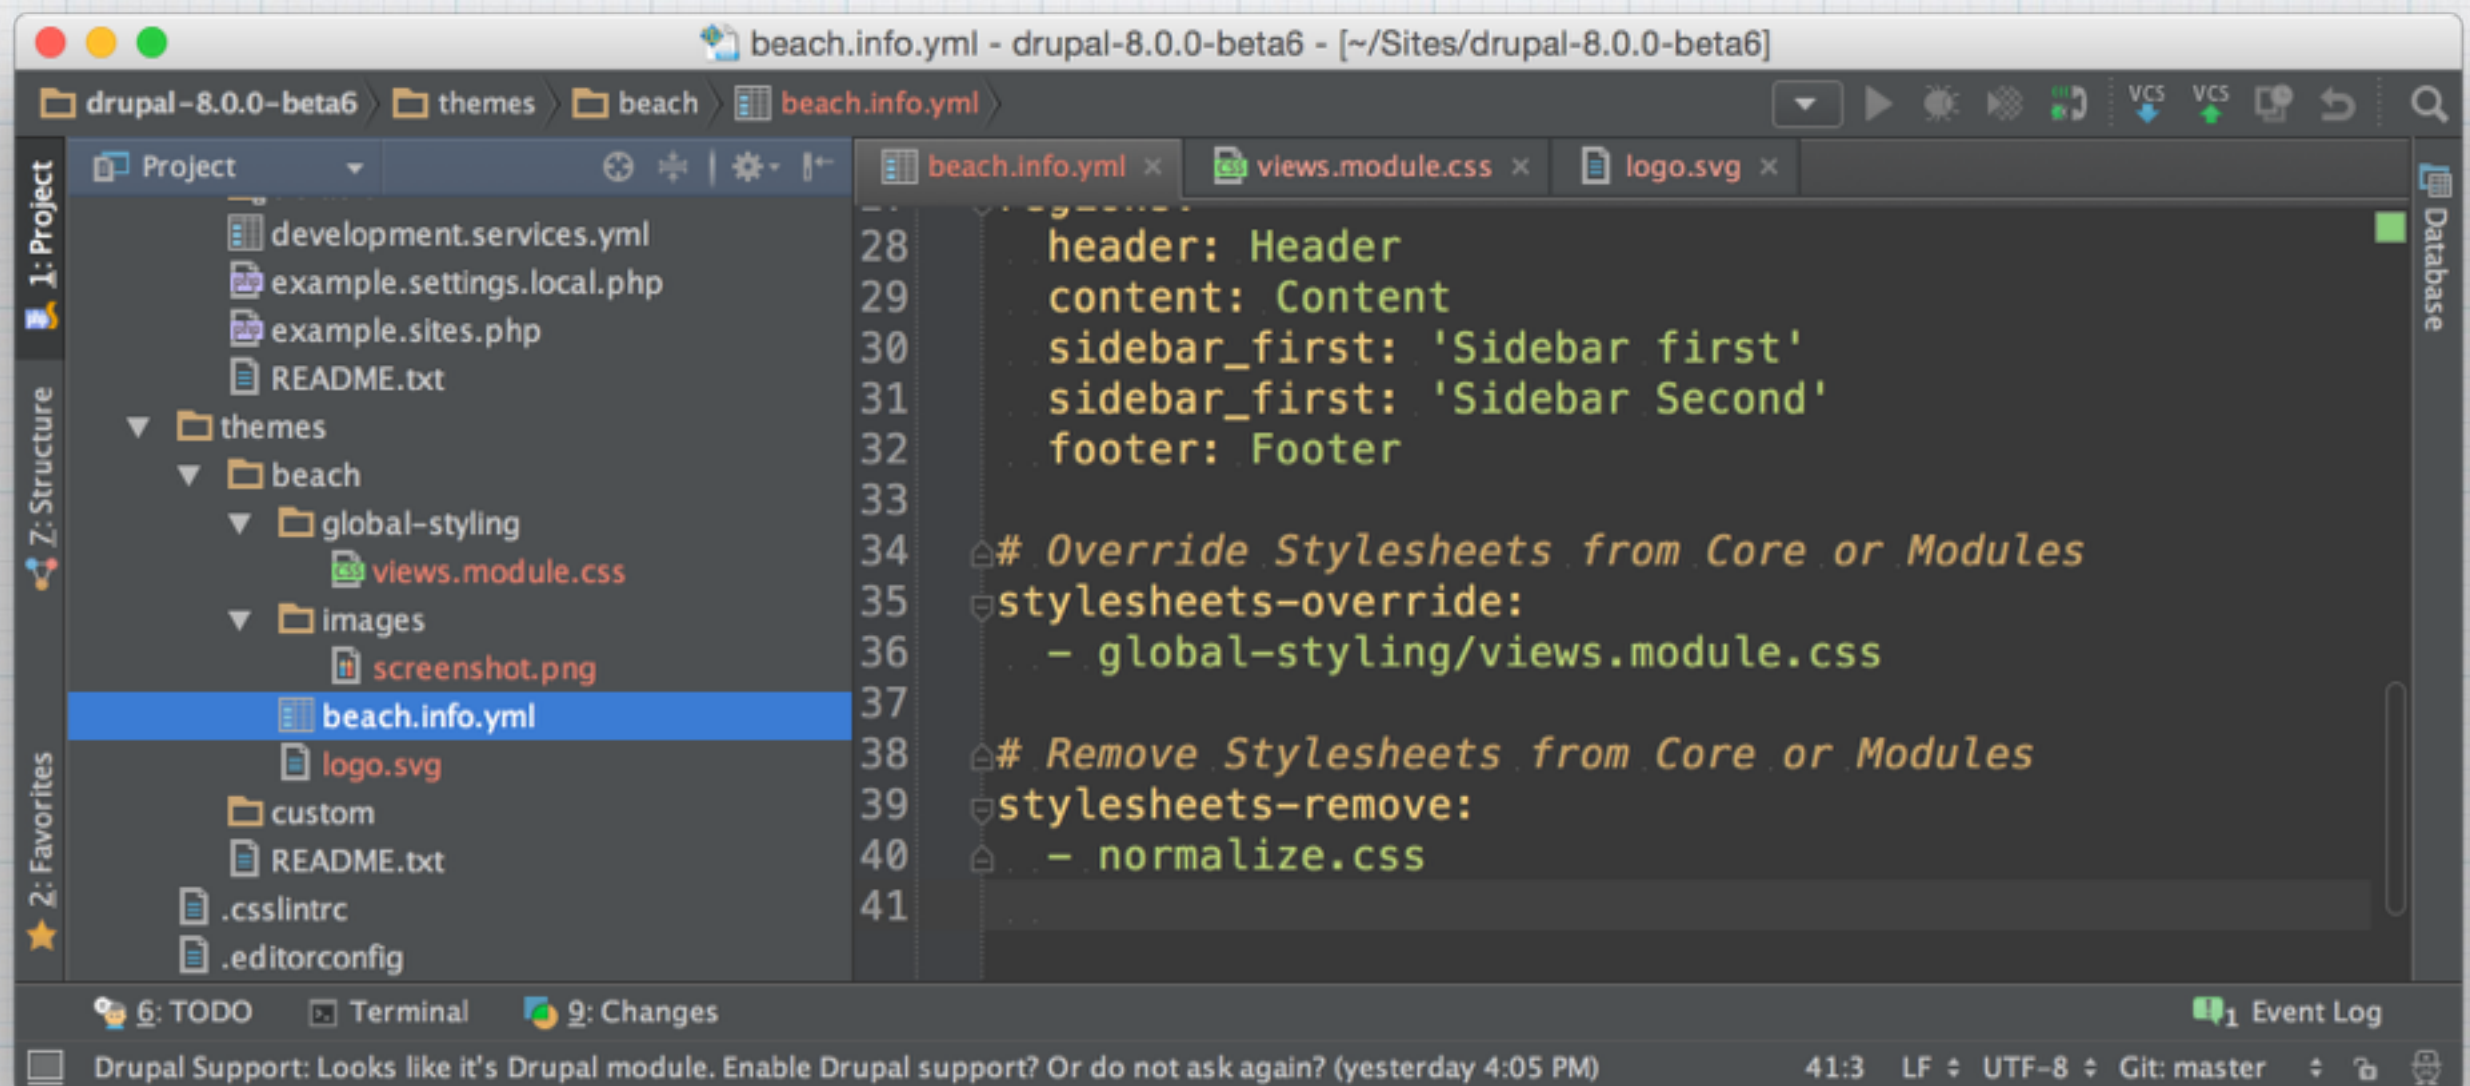 beach.info.yml - drupal-8.0.0-beta6 - [~/Sites/drupal-8.0.0-beta6]
drupal-8.0.0-beta6 themes beach beach.info.yml
VCS VCS
1: Project
Z: Structure
2: Favorites
Project
development.services.yml
example.settings.local.php
example.sites.php
README.txt
themes
beach
global-styling
views.module.css
images
screenshot.png
beach.info.yml
logo.svg
custom
README.txt
.csslintrc
.editorconfig
beach.info.yml views.module.css logo.svg
28 header: Header
29 content: Content
30 sidebar_first: 'Sidebar first'
31 sidebar_first: 'Sidebar Second'
32 footer: Footer
33
34 # Override Stylesheets from Core or Modules
35 stylesheets-override:
36 - global-styling/views.module.css
37
38 # Remove Stylesheets from Core or Modules
39 stylesheets-remove:
40 - normalize.css
41
Database
6: TODO Terminal 9: Changes 1 Event Log
Drupal Support: Looks like it's Drupal module. Enable Drupal support? Or do not ask again? (yesterday 4:05 PM) 41:3 LF UTF-8 Git: master